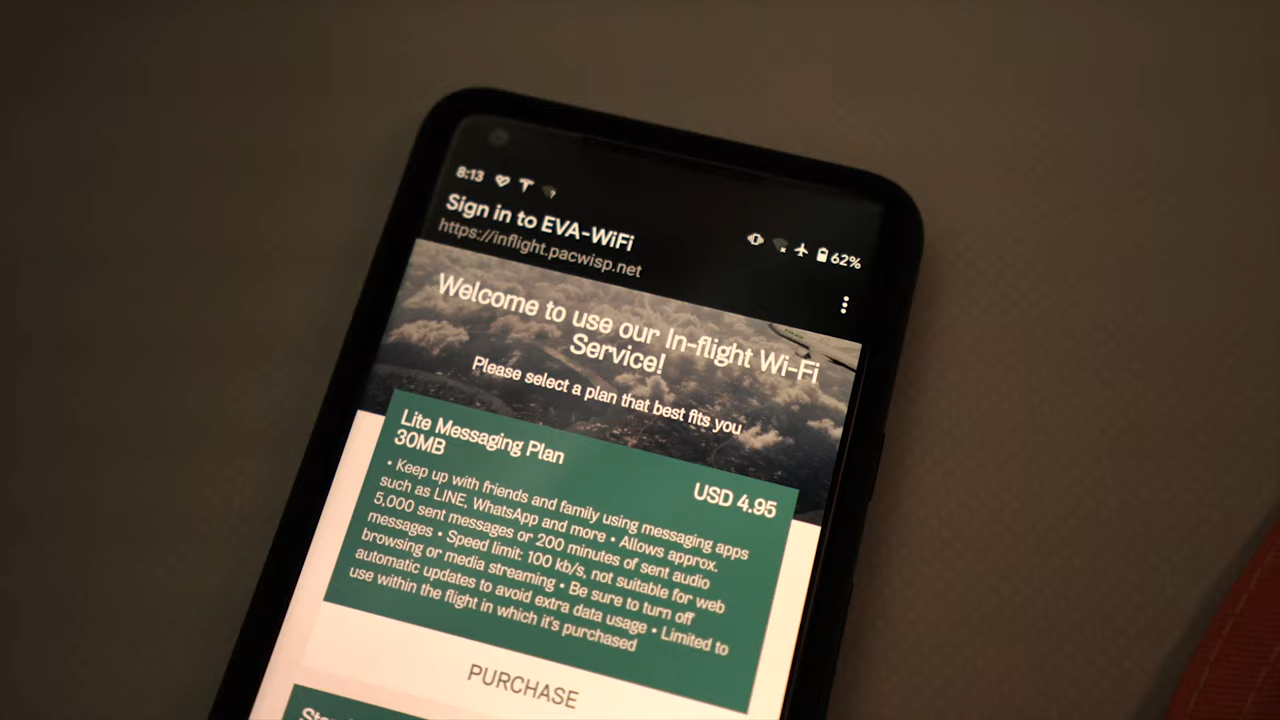 8:13
62%
Sign in to EVA-WiFi
https://inflight.pacwisp.net
Welcome to use our In-flight Wi-Fi
Service!
Please select a plan that best fits you
Lite Messaging Plan
30MB
USD 4.95
• Keep up with friends and family using messaging apps
such as LINE, WhatsApp and more • Allows approx.
5,000 sent messages or 200 minutes of sent audio
messages • Speed limit: 100 kb/s, not suitable for web
browsing or media streaming • Be sure to turn off
automatic updates to avoid extra data usage • Limited to
use within the flight in which it's purchased
PURCHASE